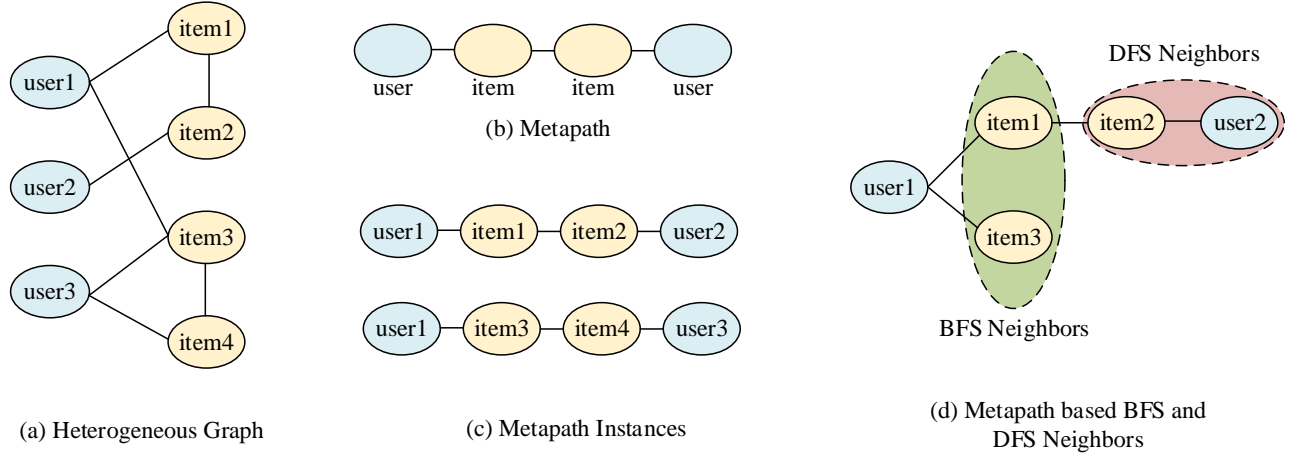 item1
user1
item2
user2
item3
user3
item4
(a) Heterogeneous Graph
user item item user
(b) Metapath
user1 item1 item2 user2
user1 item3 item4 user3
(c) Metapath Instances
DFS Neighbors
item1 item2 user2
user1
item3
BFS Neighbors
(d) Metapath based BFS and
DFS Neighbors